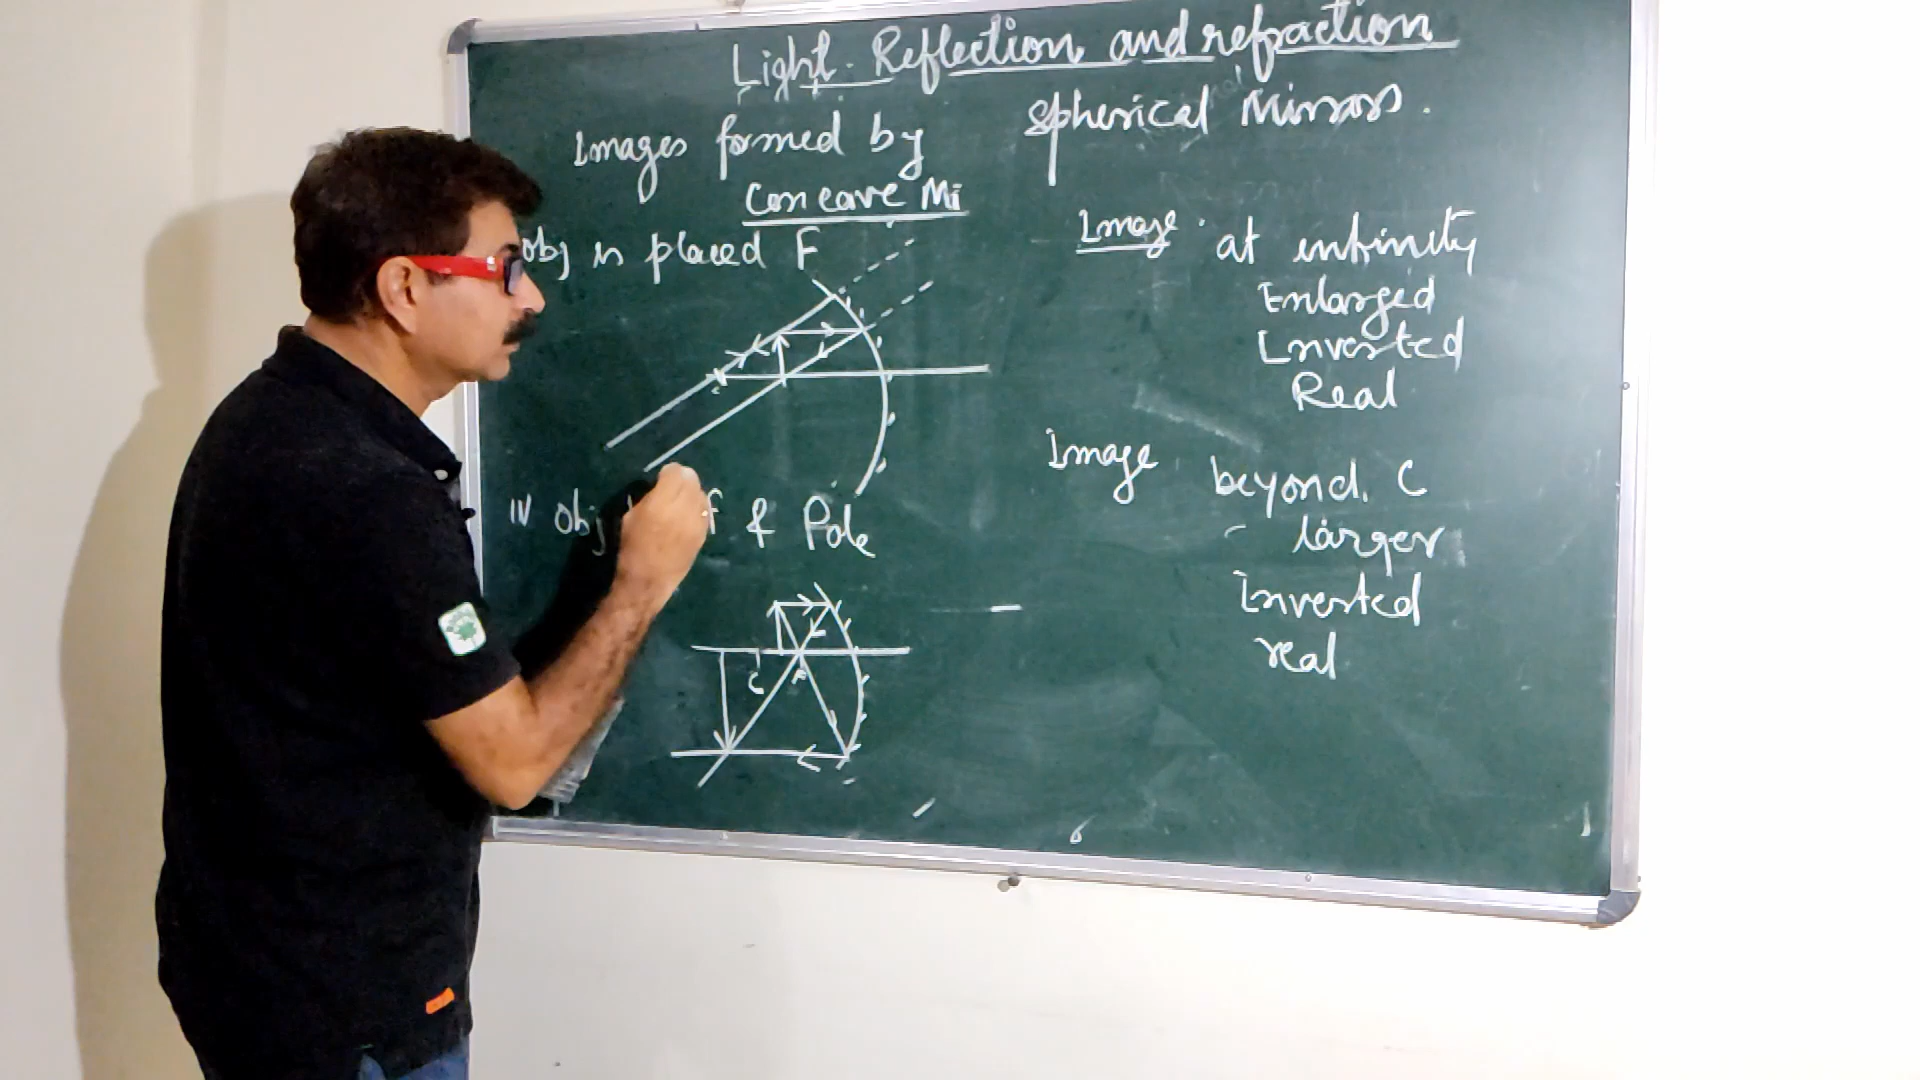 Light. Reflection and refraction
Images formed by Spherical Mirrors.
Concave Mi
obj is placed F
Image at infinity
Enlarged
Inverted
Real
C
IV Obj F & Pole
Image beyond. C
larger
Inverted
real
C F